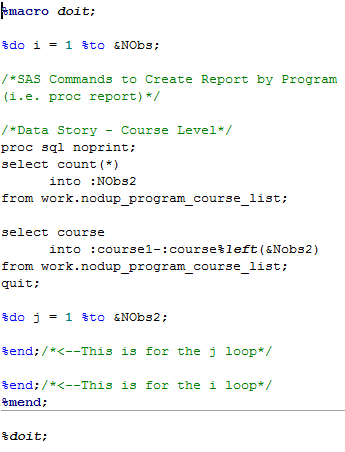 %macro doit;
%do i = 1 %to &NObs;
/*SAS Commands to Create Report by Program
(i.e. proc report)*/
/*Data Story - Course Level*/
proc sql noprint;
select count(*)
into :NObs2
from work.nodup_program_course_list;
select course
into :course1-:course%left(&Nobs2)
from work.nodup_program_course_list;
quit;
%do j = 1 %to &NObs2;
%end;/*<--This is for the j loop*/
%end;/*<--This is for the i loop*/
%mend;
%doit;